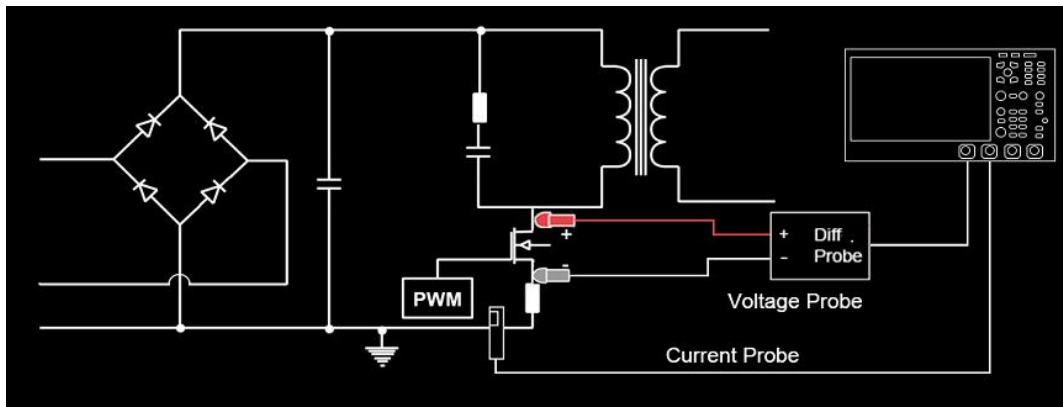 +
-
+
-
Diff .
Probe
PWM
Voltage Probe
Current Probe